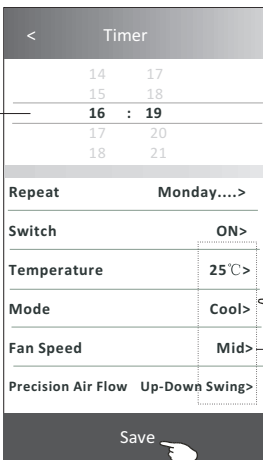 < Timer
14 17
15 18
16 : 19
17 20
18 21
Repeat Monday....>
Switch ON>
Temperature 25℃>
Mode Cool>
Fan Speed Mid>
Precision Air Flow Up-Down Swing>
Save